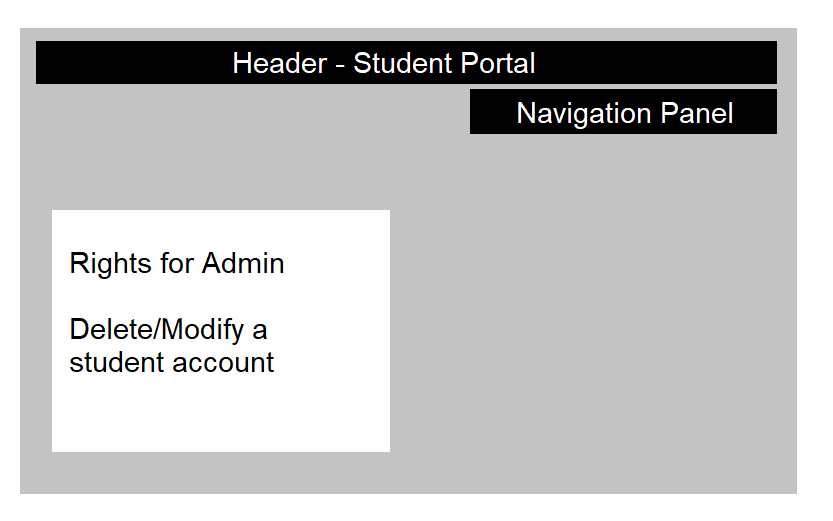 Header - Student Portal
Navigation Panel
Rights for Admin
Delete/Modify a
student account